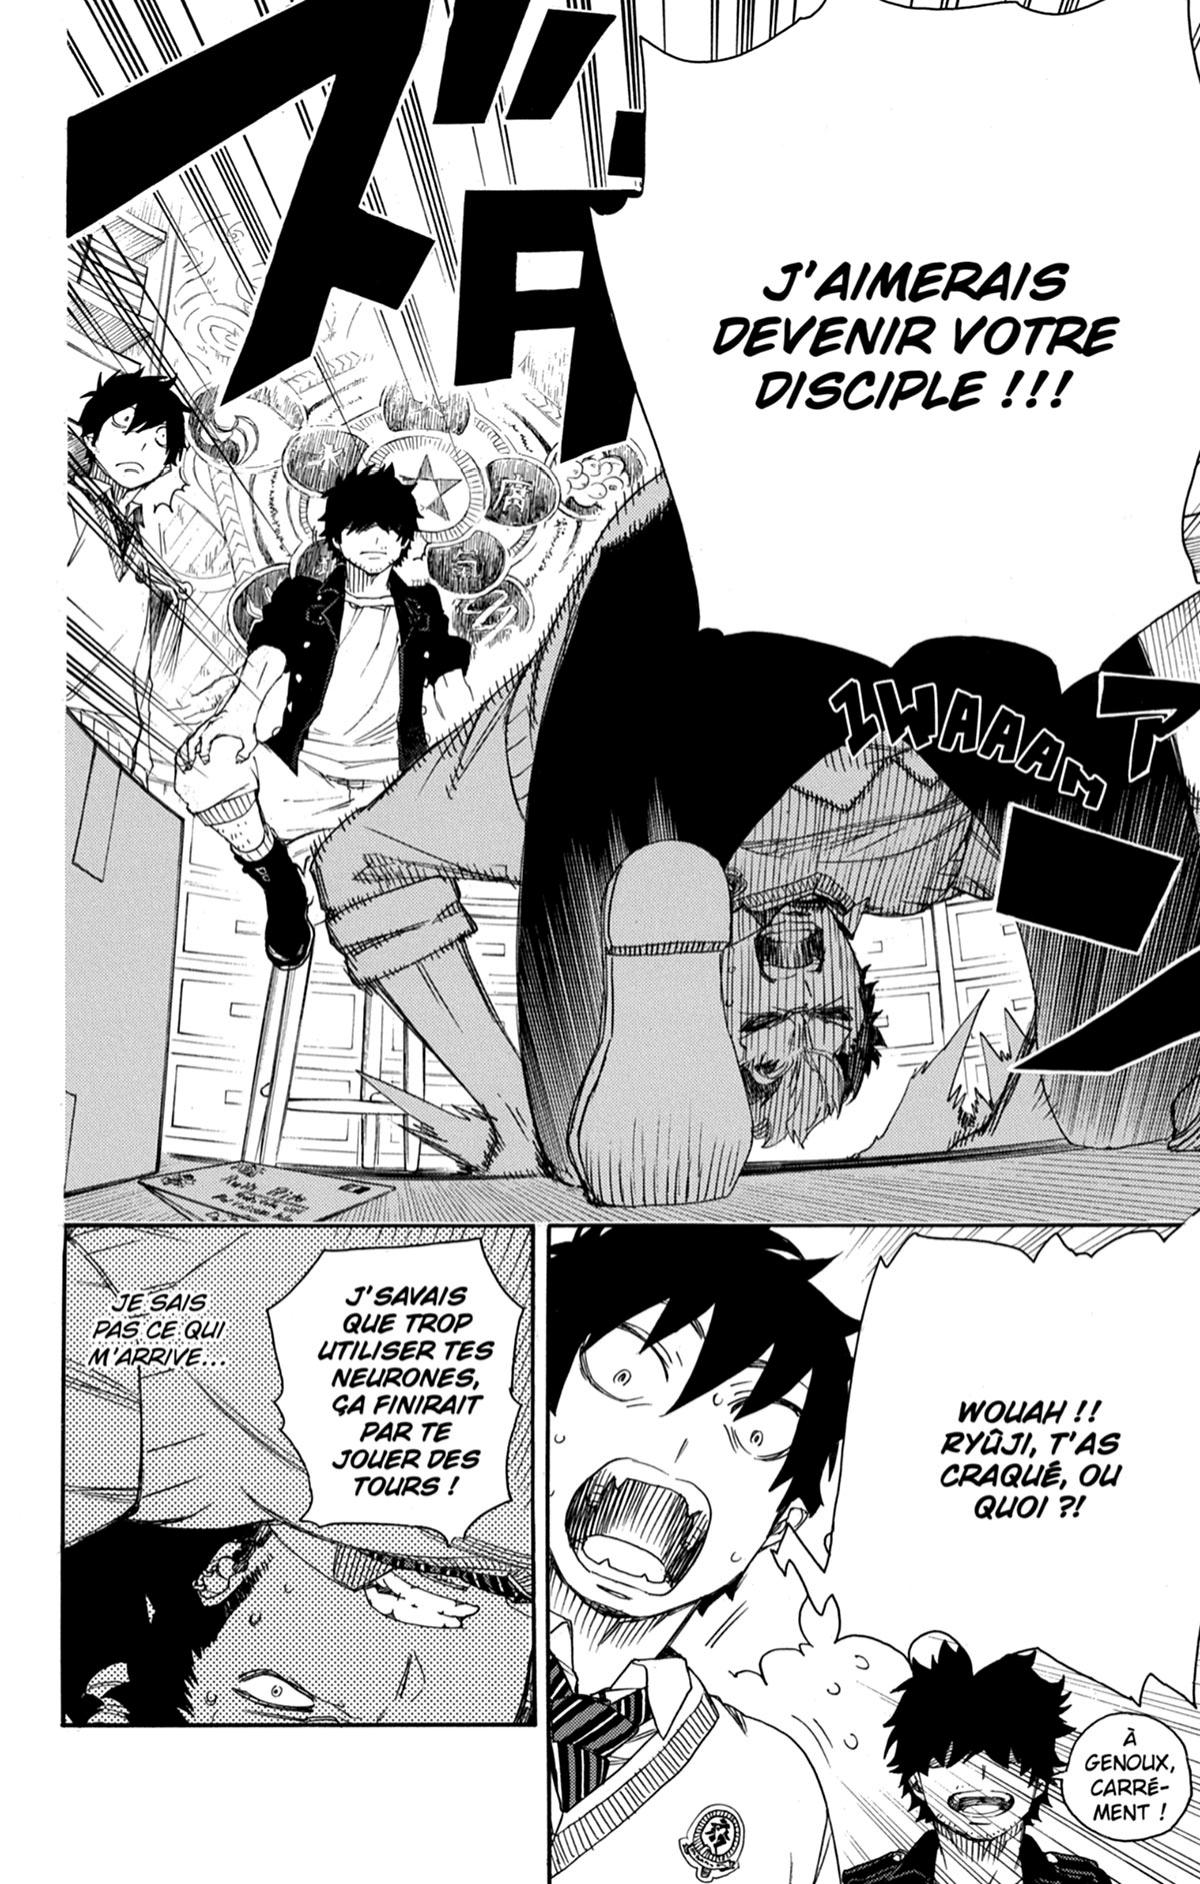 J'AIMERAIS
DEVENIR VOTRE
DISCIPLE !!!
ZWAAAM
WOUAH !!
RYÛJI, T'AS
CRAQUÉ, OU
QUOI ?!
À
GENOUX,
CARRÉ-
MENT !
J'SAVAIS
QUE TROP
UTILISER TES
NEURONES,
ÇA FINIRAIT
PAR TE
JOUER DES
TOURS !
JE SAIS
PAS CE QUI
M'ARRIVE...